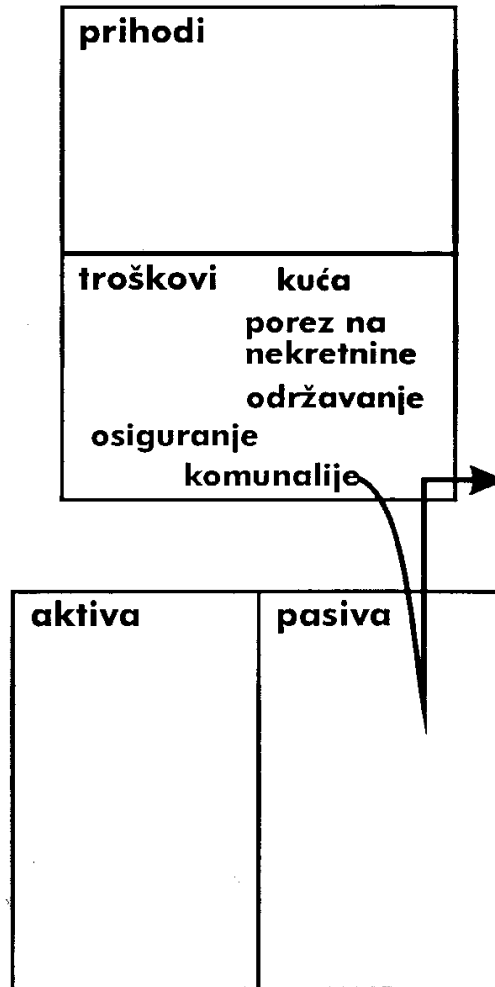 prihodi
troškovi kuća
porez na
nekretnine
održavanje
osiguranje
komunalije
aktiva pasiva